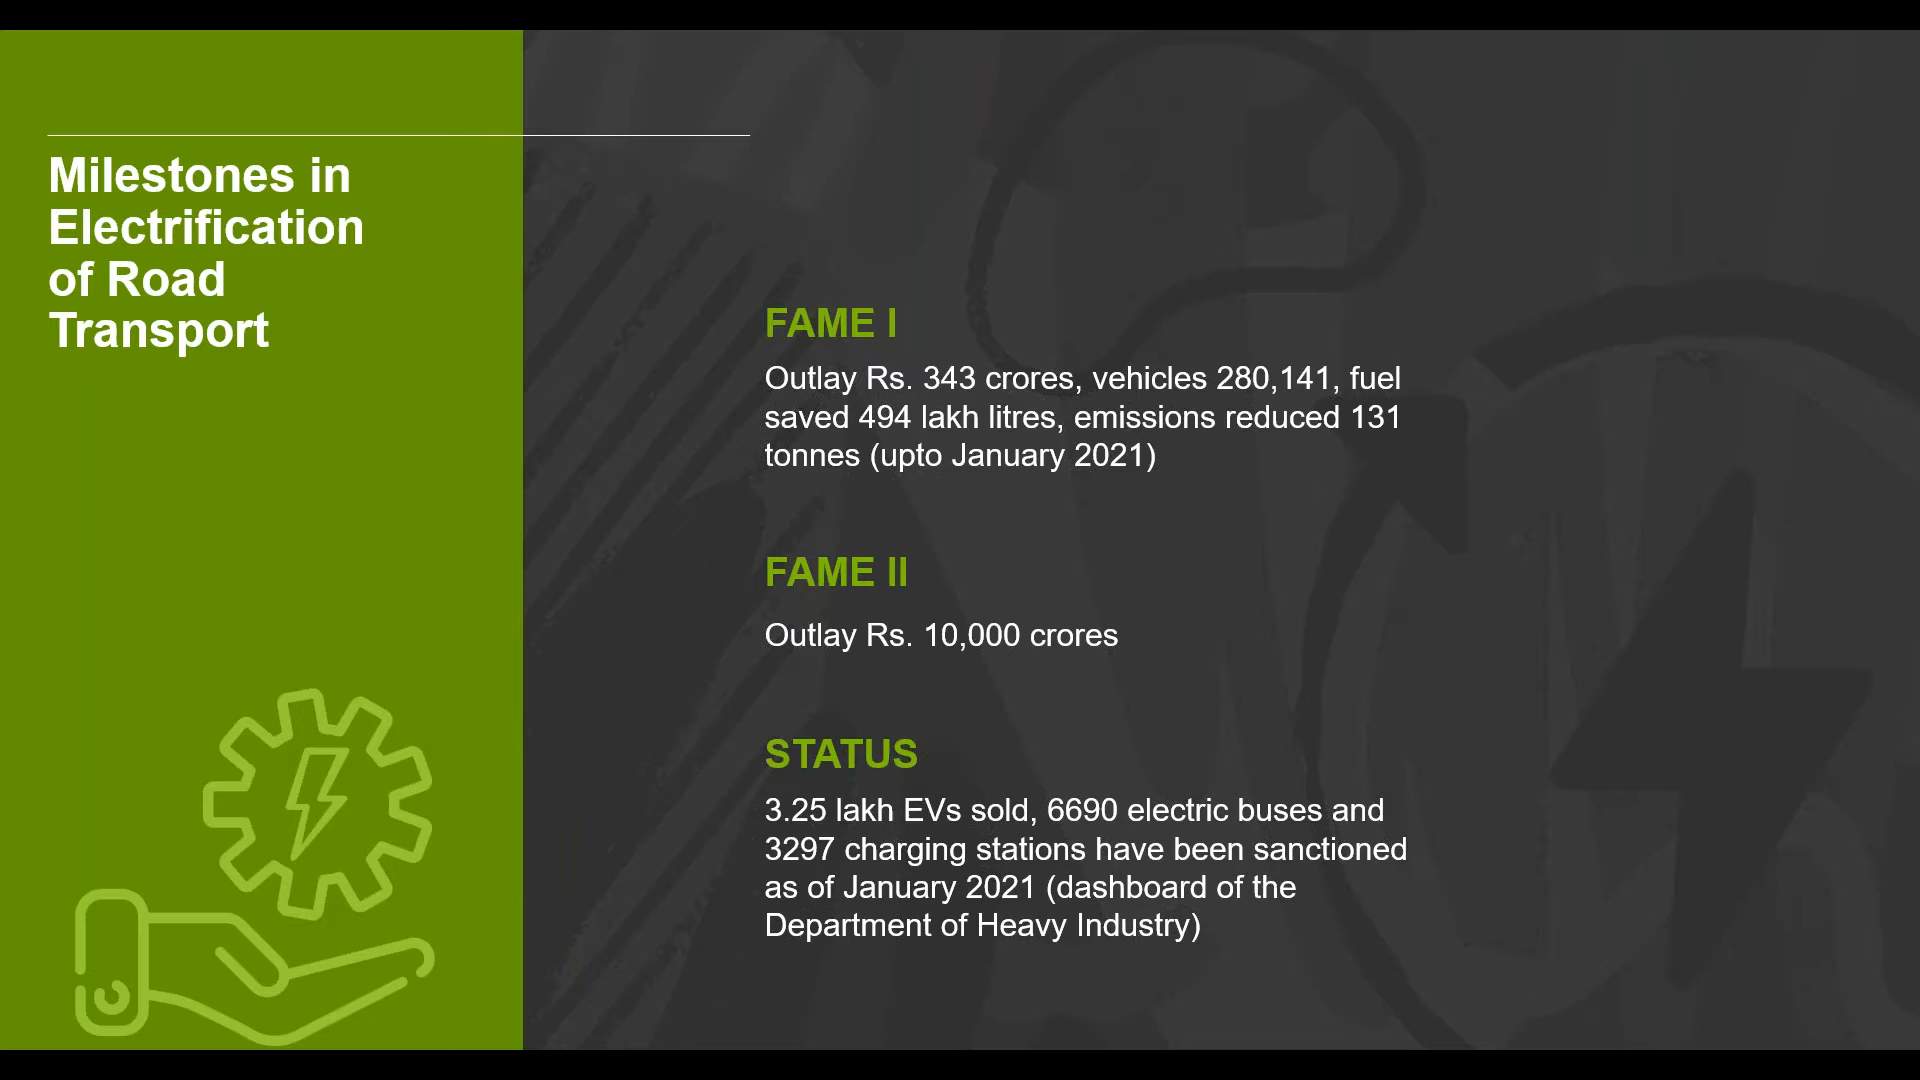 Milestones in
Electrification
of Road
Transport
FAME I
Outlay Rs. 343 crores, vehicles 280,141, fuel
saved 494 lakh litres, emissions reduced 131
tonnes (upto January 2021)
FAME II
Outlay Rs. 10,000 crores
STATUS
3.25 lakh EVs sold, 6690 electric buses and
3297 charging stations have been sanctioned
as of January 2021 (dashboard of the
Department of Heavy Industry)